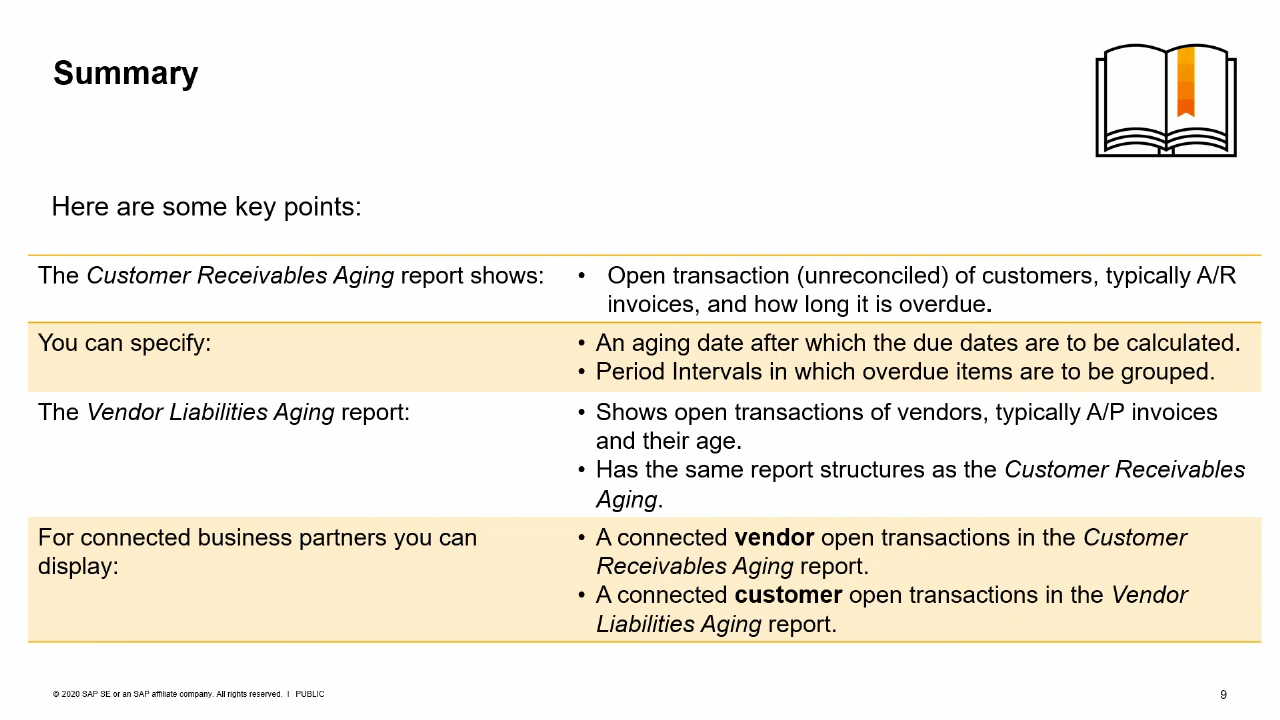 Summary
Here are some key points:
The Customer Receivables Aging report shows:
• Open transaction (unreconciled) of customers, typically A/R
invoices, and how long it is overdue.
You can specify:
• An aging date after which the due dates are to be calculated.
• Period Intervals in which overdue items are to be grouped.
The Vendor Liabilities Aging report:
• Shows open transactions of vendors, typically A/P invoices
and their age.
• Has the same report structures as the Customer Receivables
Aging.
For connected business partners you can
display:
• A connected vendor open transactions in the Customer
Receivables Aging report.
• A connected customer open transactions in the Vendor
Liabilities Aging report.
© 2020 SAP SE or an SAP affiliate company. All rights reserved. I PUBLIC
9